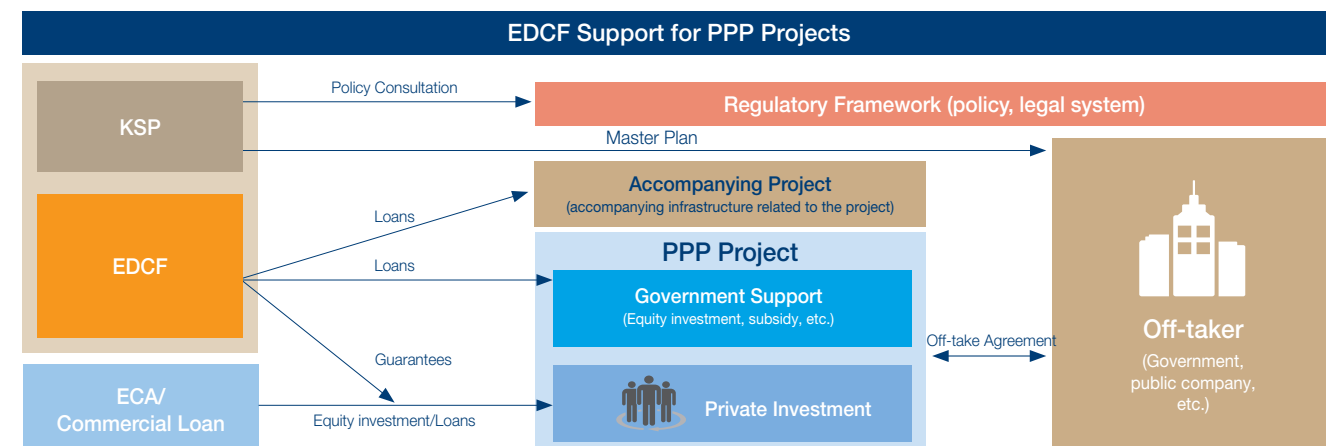 EDCF Support for PPP Projects
KSP
Policy Consultation
Regulatory Framework (policy, legal system)
Master Plan
EDCF
Loans
Accompanying Project
(accompanying infrastructure related to the project)
Loans
PPP Project
Government Support
(Equity investment, subsidy, etc.)
Guarantees
Off-take Agreement
Off-taker
(Government,
public company,
etc.)
ECA/
Commercial Loan
Equity investment/Loans
Private Investment